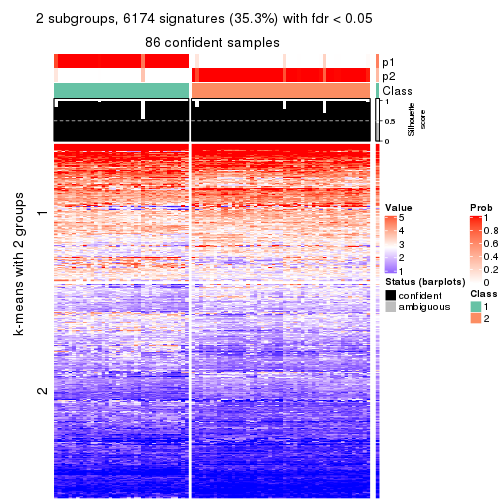 2 subgroups, 6174 signatures (35.3%) with fdr < 0.05
86 confident samples
p1
p2
Class
1
0.5
0
Silhouette
score
k-means with 2 groups
1
2
Value
5
4
3
2
1
Prob
1
0.8
0.6
0.4
0.2
0
Status (barplots)
confident
ambiguous
Class
1
2